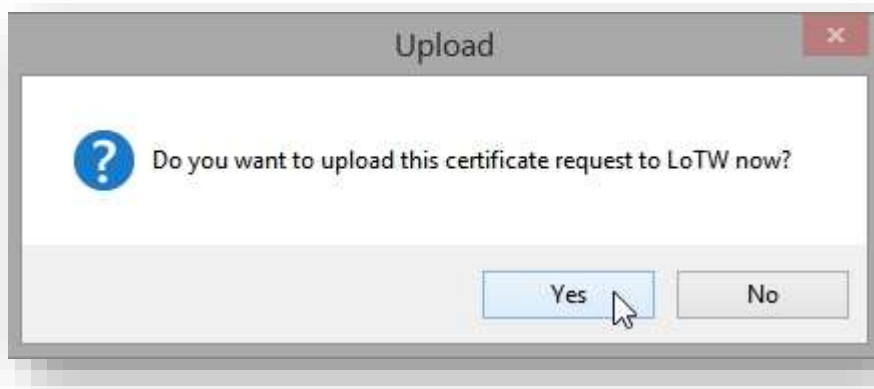 Upload
Do you want to upload this certificate request to LoTW now?
Yes
No